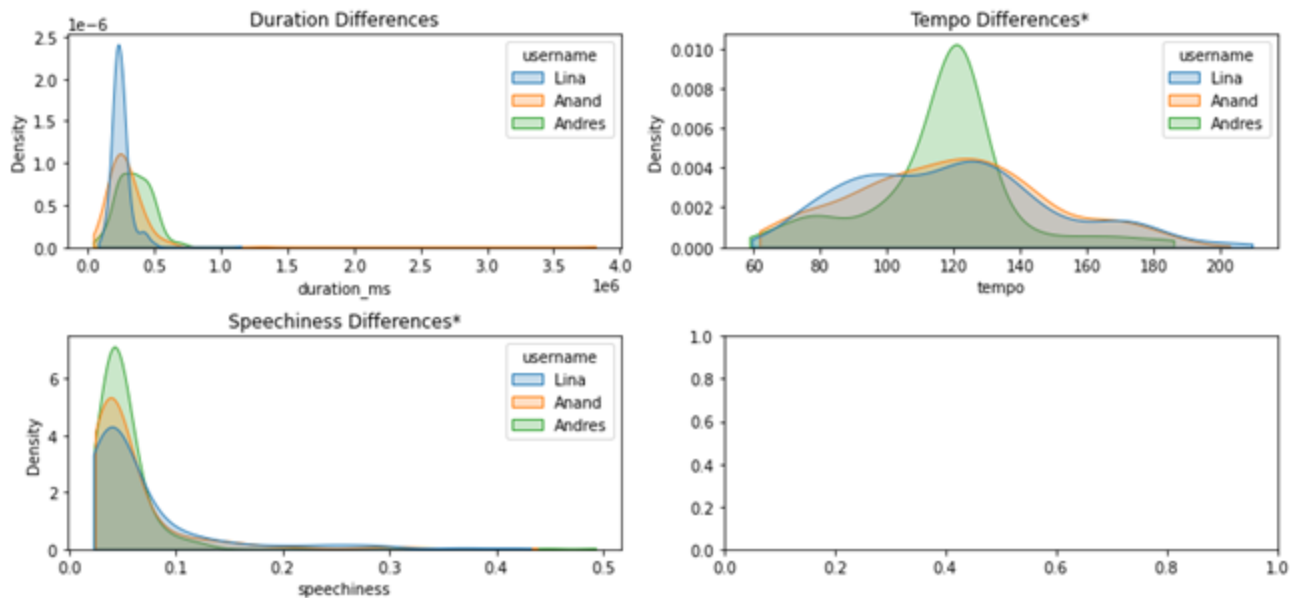 Duration Differences
1e−6
2.5
2.0
1.5
1.0
0.5
0.0
Density
username
Lina
Anand
Andres
0.0 0.5 1.0 1.5 2.0 2.5 3.0 3.5 4.0
1e6
duration_ms
Tempo Differences*
0.010
0.008
0.006
0.004
0.002
0.000
Density
username
Lina
Anand
Andres
60 80 100 120 140 160 180 200
tempo
Speechiness Differences*
6
4
2
0
Density
username
Lina
Anand
Andres
0.0 0.1 0.2 0.3 0.4 0.5
speechiness
1.0
0.8
0.6
0.4
0.2
0.0
0.0 0.2 0.4 0.6 0.8 1.0